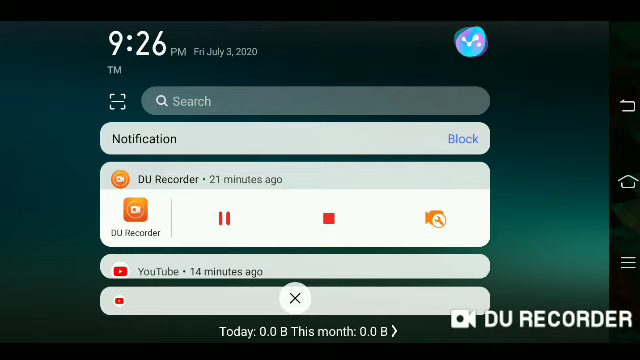 9:26 PM Fri July 3, 2020
TM
Search
Notification Block
DU Recorder • 21 minutes ago
DU Recorder
YouTube • 14 minutes ago
Today: 0.0 B This month: 0.0 B
DU RECORDER